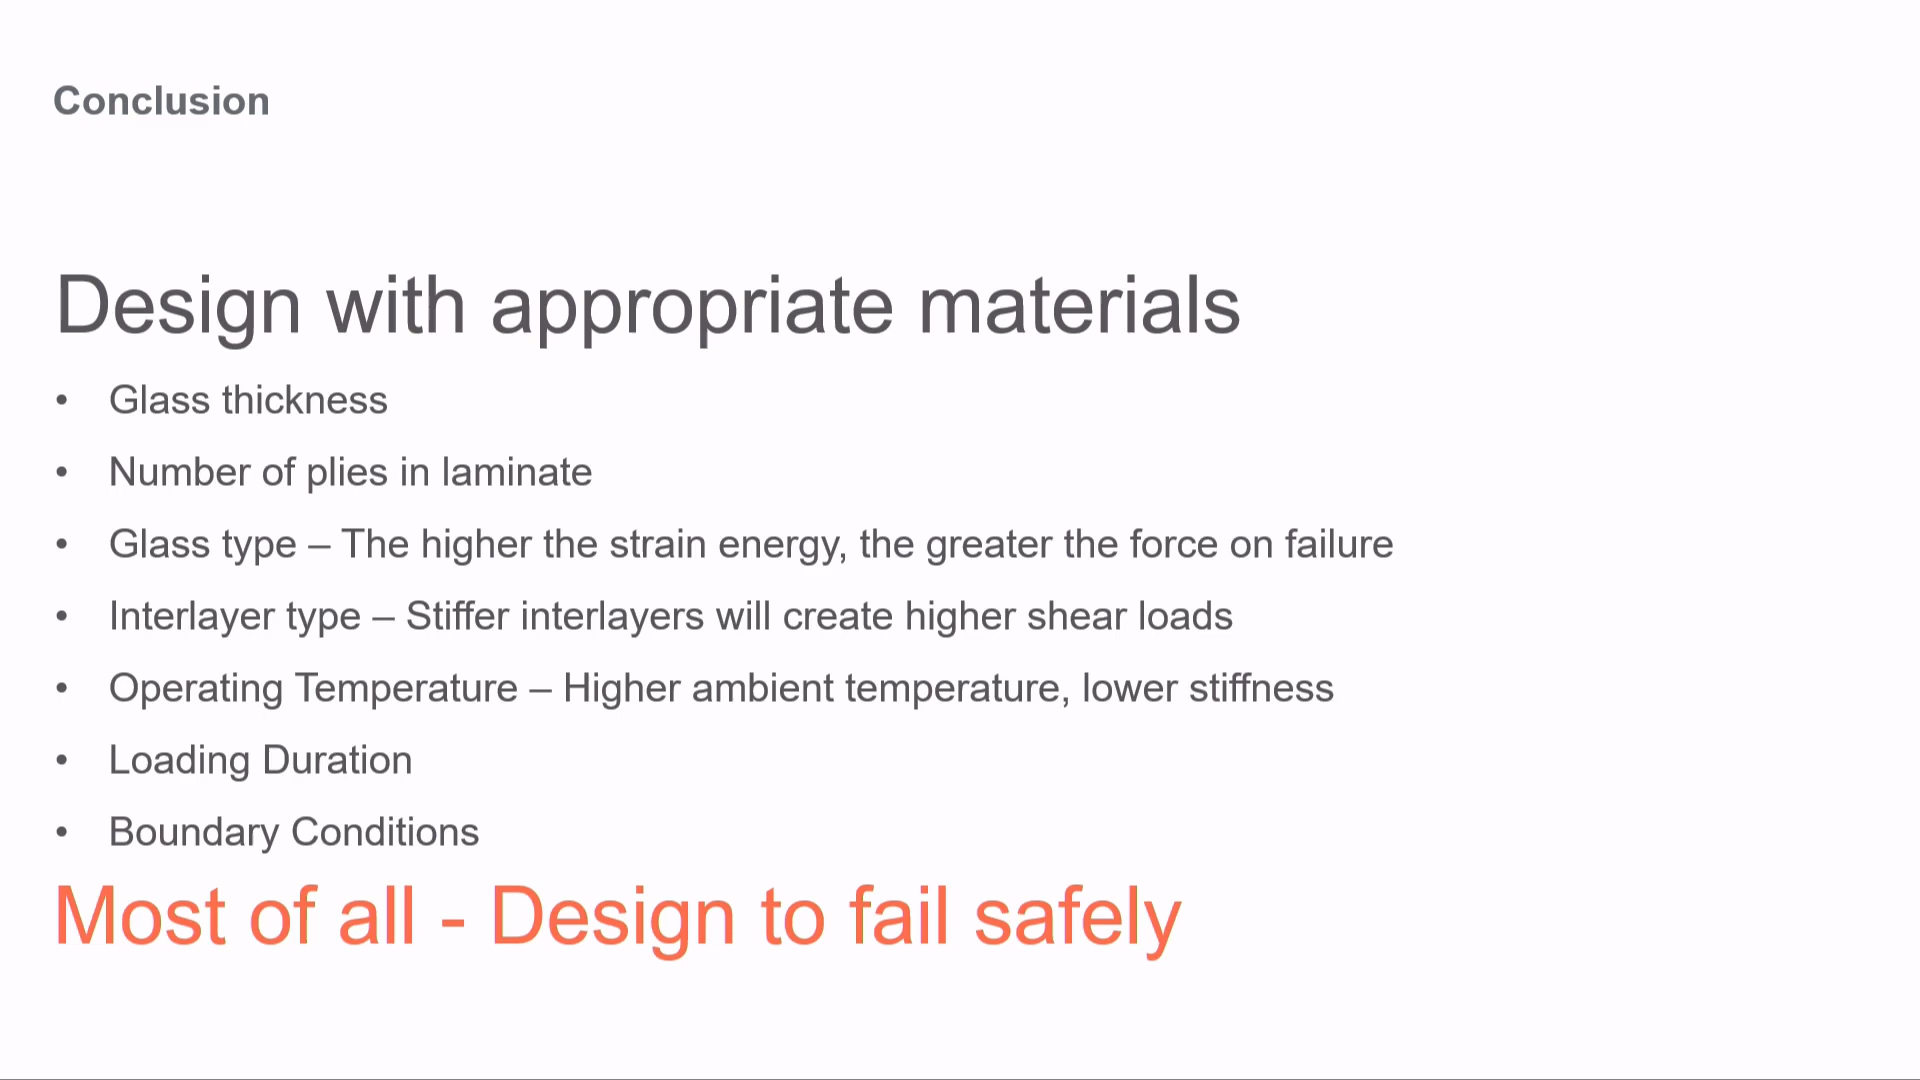 Conclusion
Design with appropriate materials
• Glass thickness
• Number of plies in laminate
• Glass type – The higher the strain energy, the greater the force on failure
• Interlayer type – Stiffer interlayers will create higher shear loads
• Operating Temperature – Higher ambient temperature, lower stiffness
• Loading Duration
• Boundary Conditions
Most of all - Design to fail safely